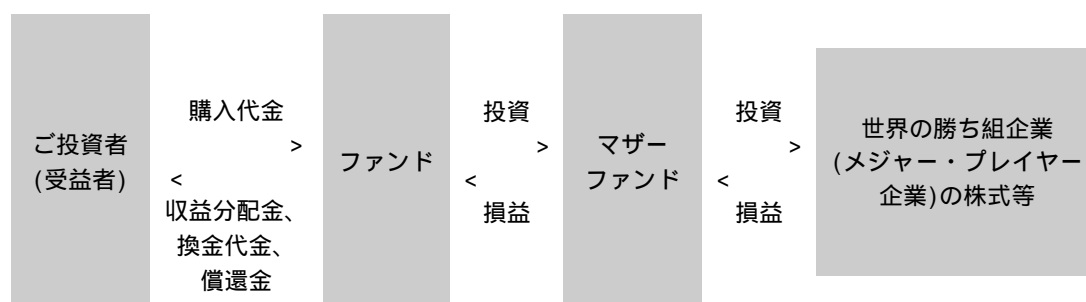 ご投資者
(受益者)
購入代金
>
<
収益分配金、
換金代金、
償還金
ファンド
投資
>
<
損益
マザー
ファンド
投資
>
<
損益
世界の勝ち組企業
(メジャー・プレイヤー
企業)の株式等